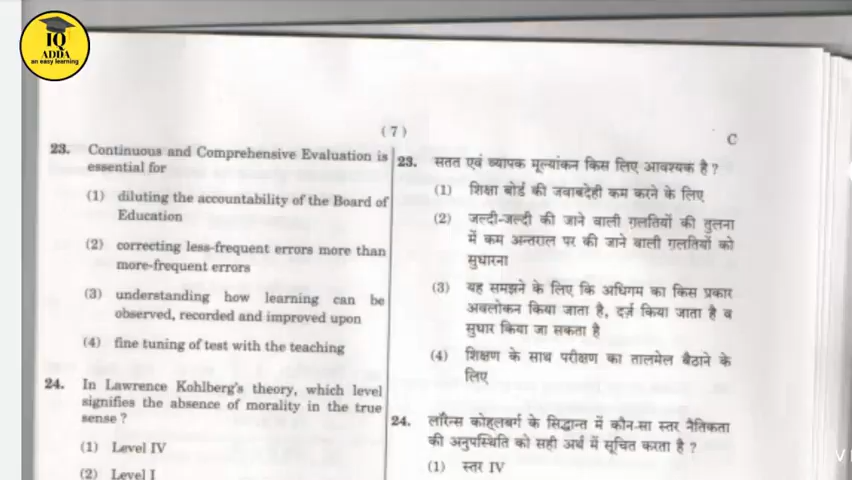 IQ
ADDA
an easy learning
( 7 )
C
23. Continuous and Comprehensive Evaluation is
essential for
(1) diluting the accountability of the Board of
Education
(2) correcting less-frequent errors more than
more-frequent errors
(3) understanding how learning can be
observed, recorded and improved upon
(4) fine tuning of test with the teaching
24. In Lawrence Kohlberg's theory, which level
signifies the absence of morality in the true
sense ?
(1) Level IV
(2) Level I
23. सतत एवं व्यापक मूल्यांकन किस लिए आवश्यक है ?
(1) शिक्षा बोर्ड की जवाबदेही कम करने के लिए
(2) जल्दी-जल्दी की जाने वाली ग़लतियों की तुलना
में कम अन्तराल पर की जाने वाली ग़लतियों को
सुधारना
(3) यह समझने के लिए कि अधिगम का किस प्रकार
अवलोकन किया जाता है, दर्ज़ किया जाता है व
सुधार किया जा सकता है
(4) शिक्षण के साथ परीक्षण का तालमेल बैठाने के
लिए
24. लॉरेन्स कोह्लबर्ग के सिद्धान्त में कौन-सा स्तर नैतिकता
की अनुपस्थिति को सही अर्थ में सूचित करता है ?
(1) स्तर IV